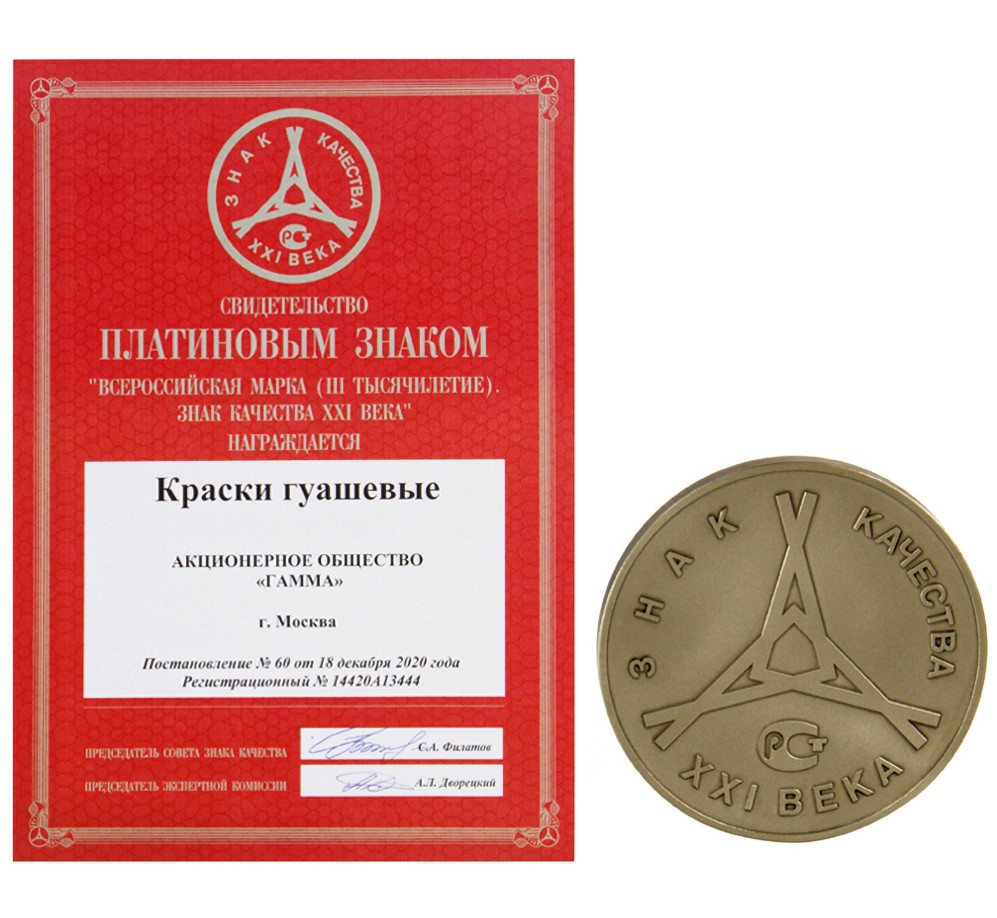 ЗНАК КАЧЕСТВА
РСТ
XXI ВЕКА
СВИДЕТЕЛЬСТВО
ПЛАТИНОВЫМ ЗНАКОМ
"ВСЕРОССИЙСКАЯ МАРКА (III ТЫСЯЧИЛЕТИЕ).
ЗНАК КАЧЕСТВА XXI ВЕКА"
НАГРАЖДАЕТСЯ
Краски гуашевые
АКЦИОНЕРНОЕ ОБЩЕСТВО
«ГАММА»
г. Москва
Постановление № 60 от 18 декабря 2020 года
Регистрационный № 14420А13444
ПРЕДСЕДАТЕЛЬ СОВЕТА ЗНАКА КАЧЕСТВА С.А. Филатов
ПРЕДСЕДАТЕЛЬ ЭКСПЕРТНОЙ КОМИССИИ А.Л. Дворецкий
ЗНАК КАЧЕСТВА
РСТ
XXI ВЕКА